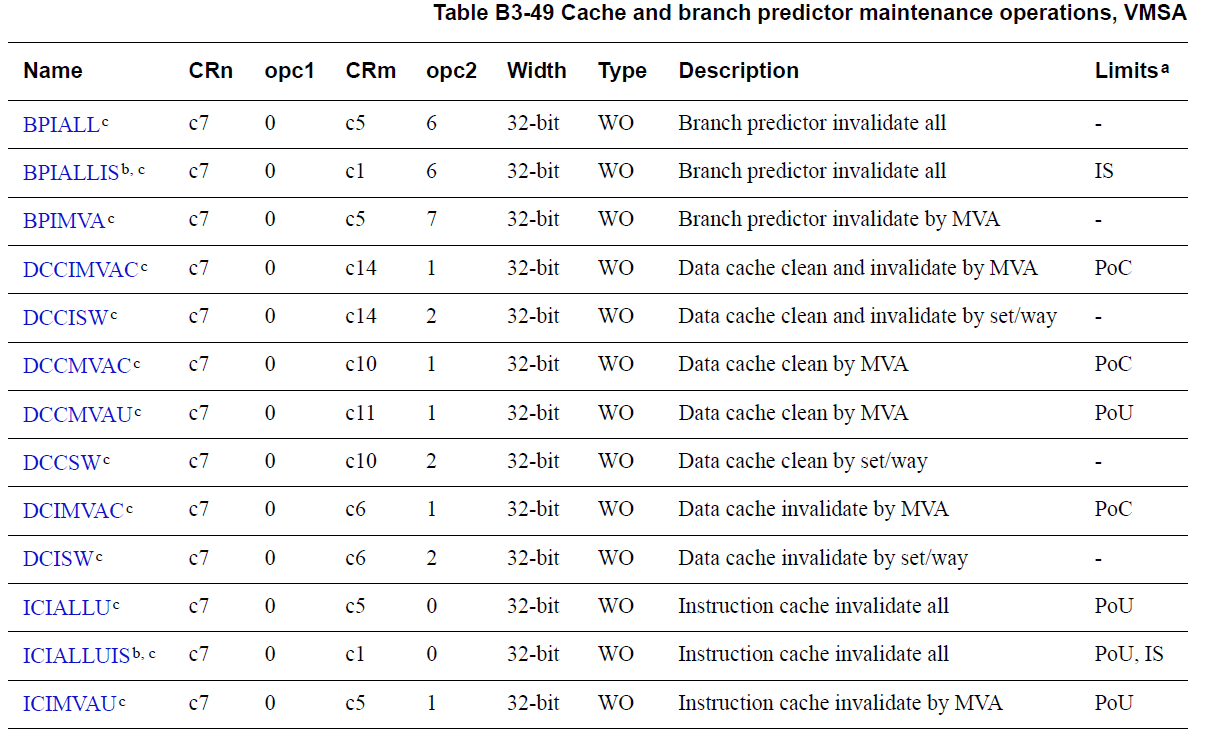 Table B3-49 Cache and branch predictor maintenance operations, VMSA
Name CRn opc1 CRm opc2 Width Type Description Limits a
BPIALL c c7 0 c5 6 32-bit WO Branch predictor invalidate all -
BPIALLIS b, c c7 0 c1 6 32-bit WO Branch predictor invalidate all IS
BPIMVA c c7 0 c5 7 32-bit WO Branch predictor invalidate by MVA -
DCCIMVAC c c7 0 c14 1 32-bit WO Data cache clean and invalidate by MVA PoC
DCCISW c c7 0 c14 2 32-bit WO Data cache clean and invalidate by set/way -
DCCMVAC c c7 0 c10 1 32-bit WO Data cache clean by MVA PoC
DCCMVAU c c7 0 c11 1 32-bit WO Data cache clean by MVA PoU
DCCSW c c7 0 c10 2 32-bit WO Data cache clean by set/way -
DCIMVAC c c7 0 c6 1 32-bit WO Data cache invalidate by MVA PoC
DCISW c c7 0 c6 2 32-bit WO Data cache invalidate by set/way -
ICIALLU c c7 0 c5 0 32-bit WO Instruction cache invalidate all PoU
ICIALLUIS b, c c7 0 c1 0 32-bit WO Instruction cache invalidate all PoU, IS
ICIMVAU c c7 0 c5 1 32-bit WO Instruction cache invalidate by MVA PoU